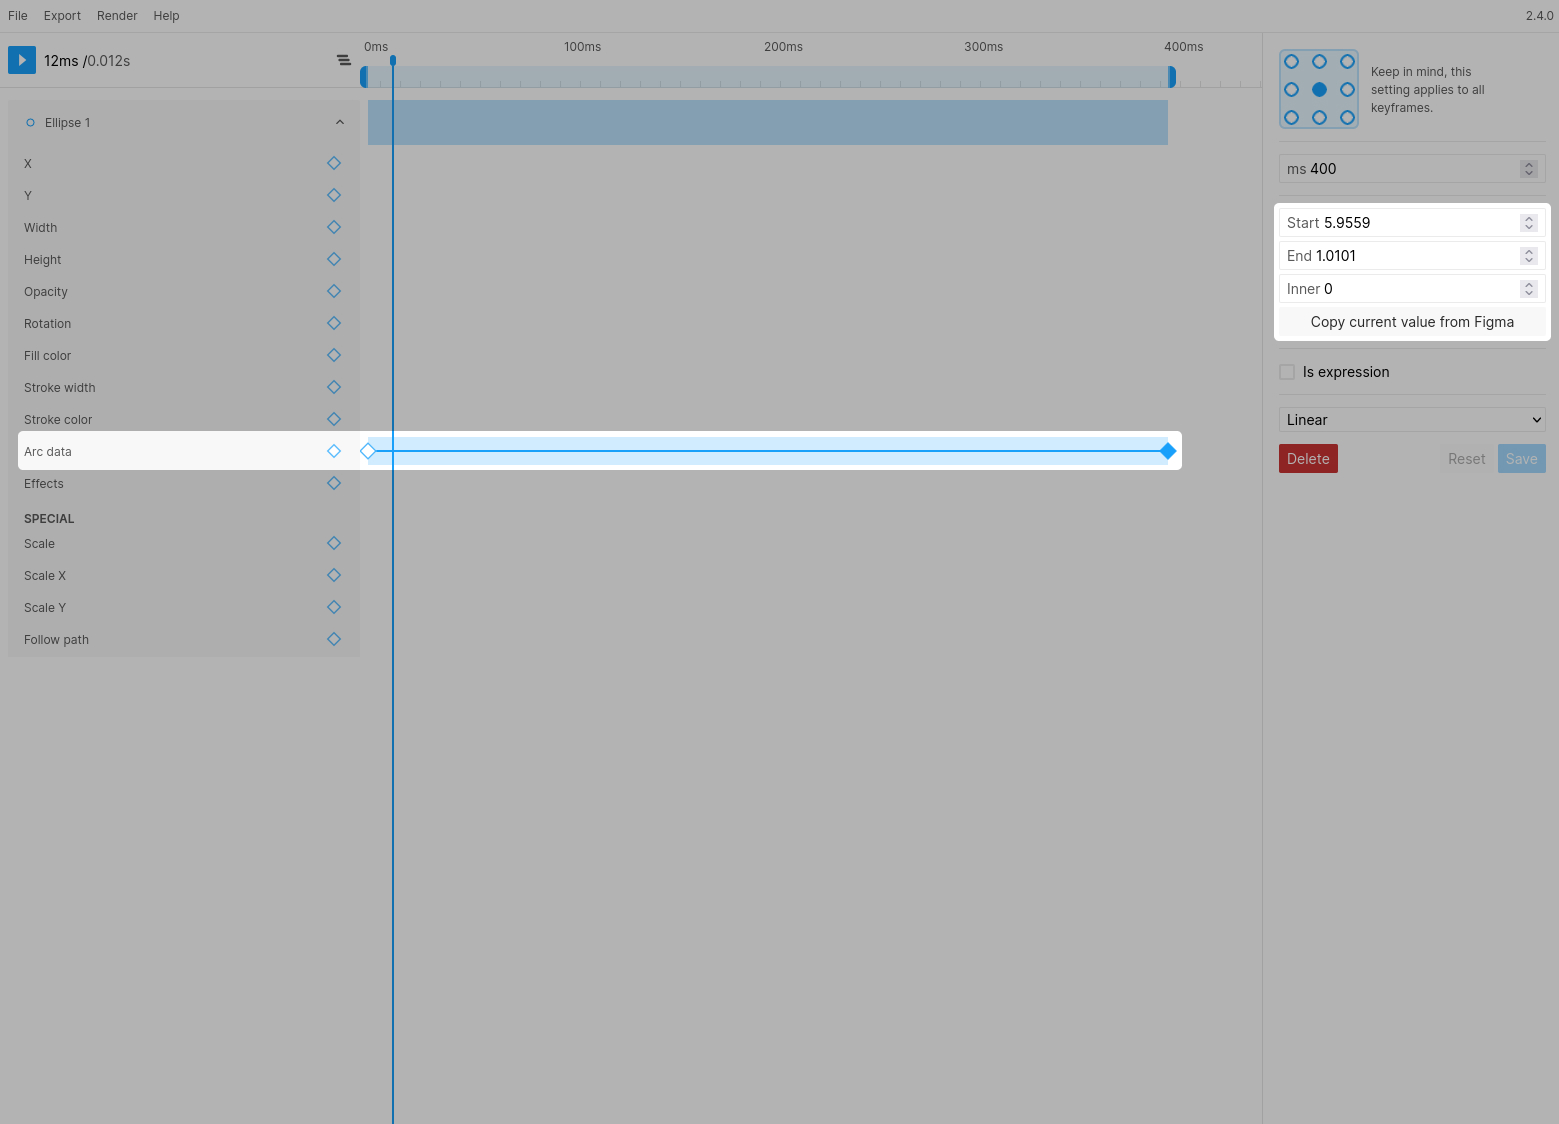 File Export Render Help 2.4.0
12ms /0.012s
0ms 100ms 200ms 300ms 400ms
Keep in mind, this
setting applies to all
keyframes.
Ellipse 1
X
Y
Width
Height
Opacity
Rotation
Fill color
Stroke width
Stroke color
Arc data
Effects
SPECIAL
Scale
Scale X
Scale Y
Follow path
ms 400
Start 5.9559
End 1.0101
Inner 0
Copy current value from Figma
Is expression
Linear
Delete Reset Save